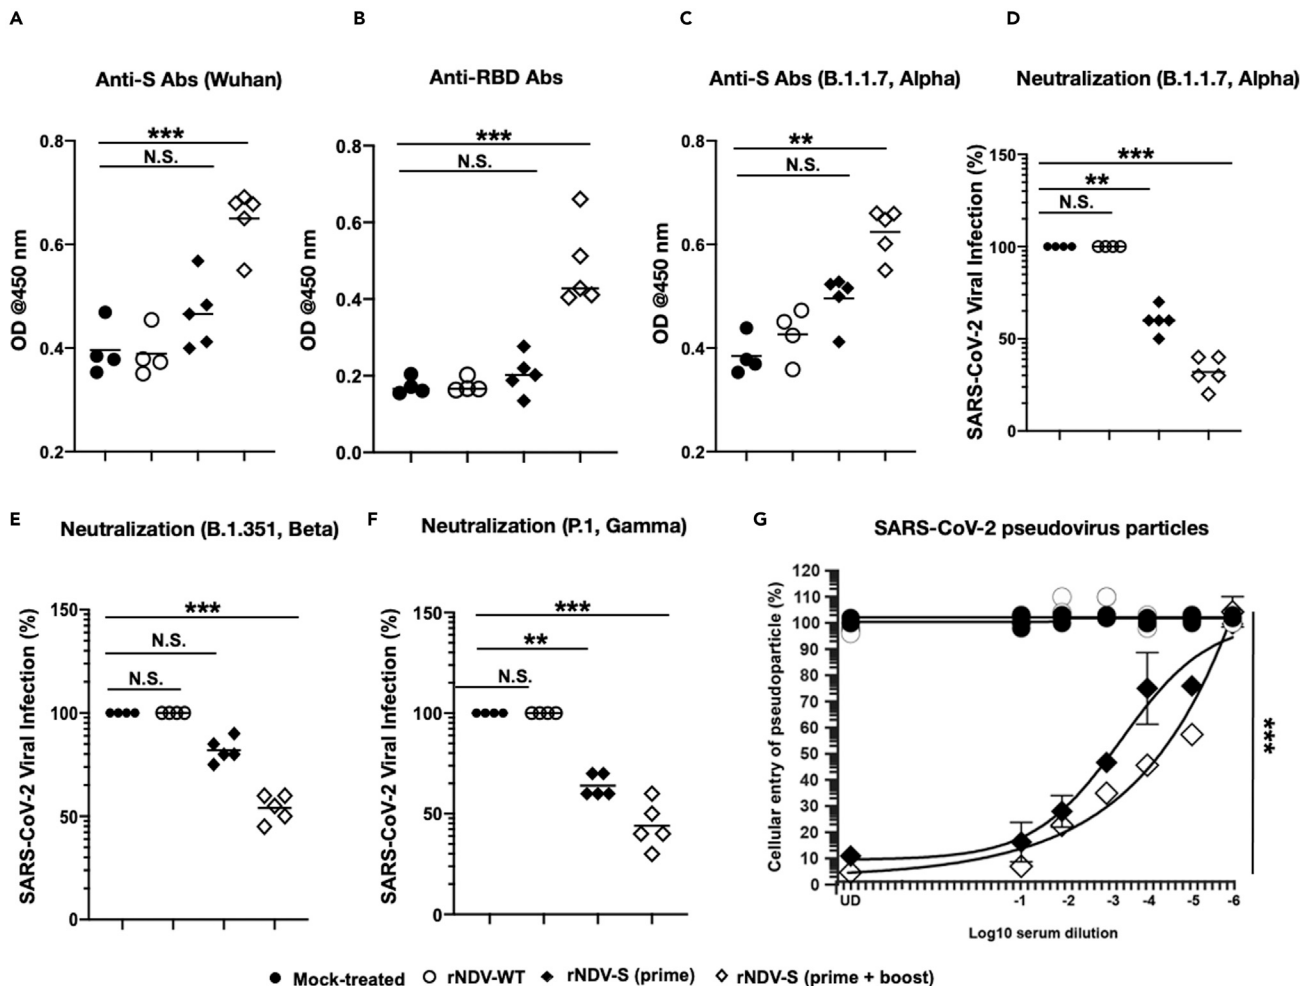 A
Anti-S Abs (Wuhan)
***
N.S.
OD @450 nm
0.8
0.6
0.4
0.2
B
Anti-RBD Abs
***
N.S.
OD @450 nm
0.8
0.6
0.4
0.2
0.0
C
Anti-S Abs (B.1.1.7, Alpha)
**
N.S.
OD @450 nm
0.8
0.6
0.4
0.2
D
Neutralization (B.1.1.7, Alpha)
***
**
N.S.
SARS-CoV-2 Viral Infection (%)
150
100
50
0
E
Neutralization (B.1.351, Beta)
***
N.S.
N.S.
SARS-CoV-2 Viral Infection (%)
150
100
50
0
F
Neutralization (P.1, Gamma)
***
**
N.S.
SARS-CoV-2 Viral Infection (%)
150
100
50
0
G
SARS-CoV-2 pseudovirus particles
Cellular entry of pseudoparticle (%)
120
110
100
90
80
70
60
50
40
30
20
10
0
UD -1 -2 -3 -4 -5 -6
Log10 serum dilution
***
Mock-treated rNDV-WT rNDV-S (prime) rNDV-S (prime + boost)